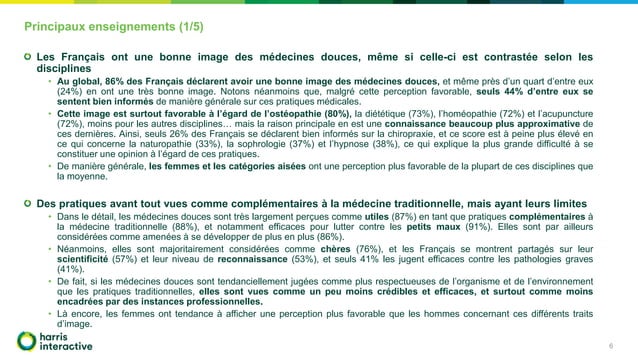 Principaux enseignements (1/5)
Les Français ont une bonne image des médecines douces, même si celle-ci est contrastée selon les
disciplines
• Au global, 86% des Français déclarent avoir une bonne image des médecines douces, et même près d'un quart d'entre eux
(24%) en ont une très bonne image. Notons néanmoins que, malgré cette perception favorable, seuls 44% d'entre eux se
sentent bien informés de manière générale sur ces pratiques médicales.
• Cette image est surtout favorable à l'égard de l'ostéopathie (80%), la diététique (73%), l'homéopathie (72%) et l'acupuncture
(72%), moins pour les autres disciplines… mais la raison principale en est une connaissance beaucoup plus approximative de
ces dernières. Ainsi, seuls 26% des Français se déclarent bien informés sur la chiropraxie, et ce score est à peine plus élevé en
ce qui concerne la naturopathie (33%), la sophrologie (37%) et l'hypnose (38%), ce qui explique la plus grande difficulté à se
constituer une opinion à l'égard de ces pratiques.
• De manière générale, les femmes et les catégories aisées ont une perception plus favorable de la plupart de ces disciplines que
la moyenne.
Des pratiques avant tout vues comme complémentaires à la médecine traditionnelle, mais ayant leurs limites
• Dans le détail, les médecines douces sont très largement perçues comme utiles (87%) en tant que pratiques complémentaires à
la médecine traditionnelle (88%), et notamment efficaces pour lutter contre les petits maux (91%). Elles sont par ailleurs
considérées comme amenées à se développer de plus en plus (86%).
• Néanmoins, elles sont majoritairement considérées comme chères (76%), et les Français se montrent partagés sur leur
scientificité (57%) et leur niveau de reconnaissance (53%), et seuls 41% les jugent efficaces contre les pathologies graves
(41%).
• De fait, si les médecines douces sont tendanciellement jugées comme plus respectueuses de l'organisme et de l'environnement
que les pratiques traditionnelles, elles sont vues comme un peu moins crédibles et efficaces, et surtout comme moins
encadrées par des instances professionnelles.
• Là encore, les femmes ont tendance à afficher une perception plus favorable que les hommes concernant ces différents traits
d'image.
harris
interactive
6